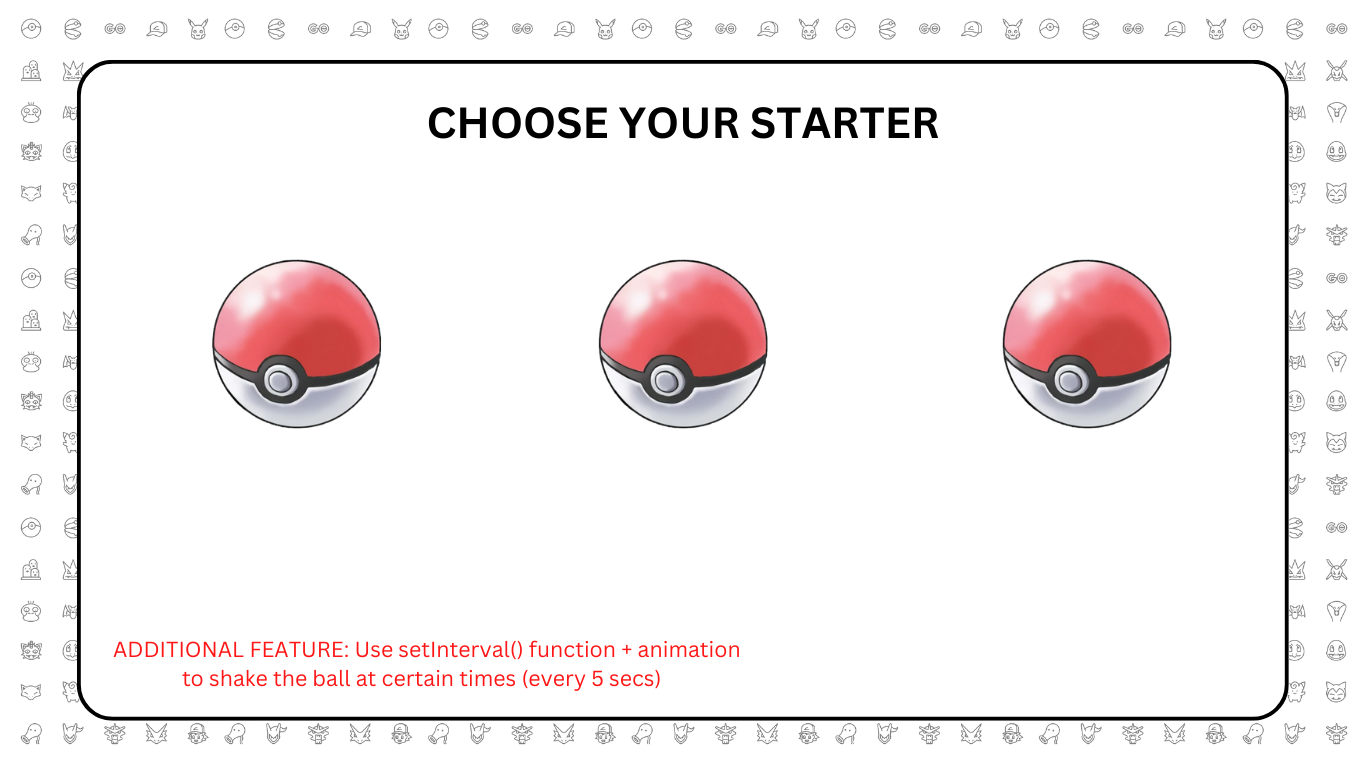 CHOOSE YOUR STARTER
ADDITIONAL FEATURE: Use setInterval() function + animation
to shake the ball at certain times (every 5 secs)